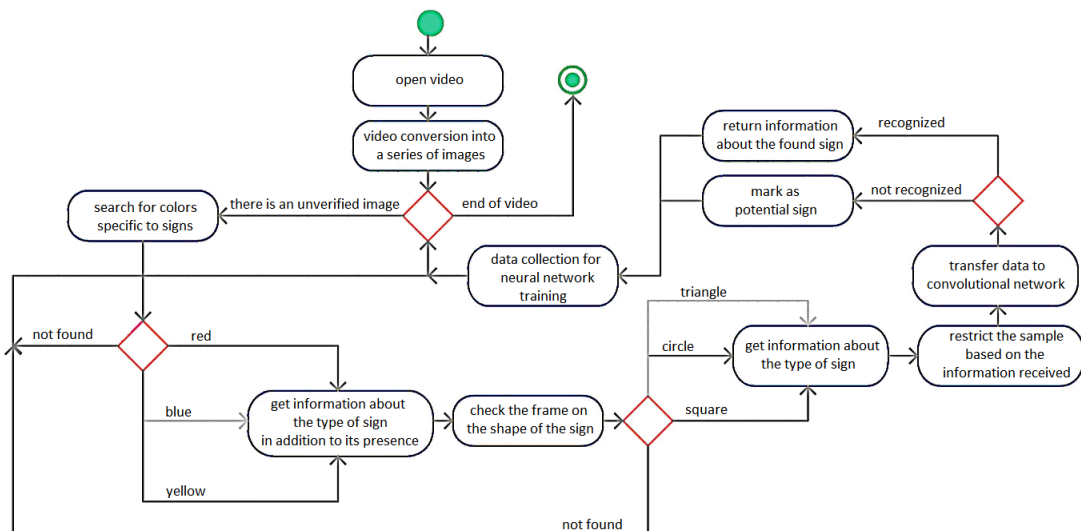 open video
video conversion into
a series of images
there is an unverified image
end of video
search for colors
specific to signs
return information
about the found sign
recognized
mark as
potential sign
not recognized
data collection for
neural network
training
transfer data to
convolutional network
not found
red
blue
yellow
get information about
the type of sign
in addition to its presence
check the frame on
the shape of the sign
triangle
circle
square
not found
get information about
the type of sign
restrict the sample
based on the
information received